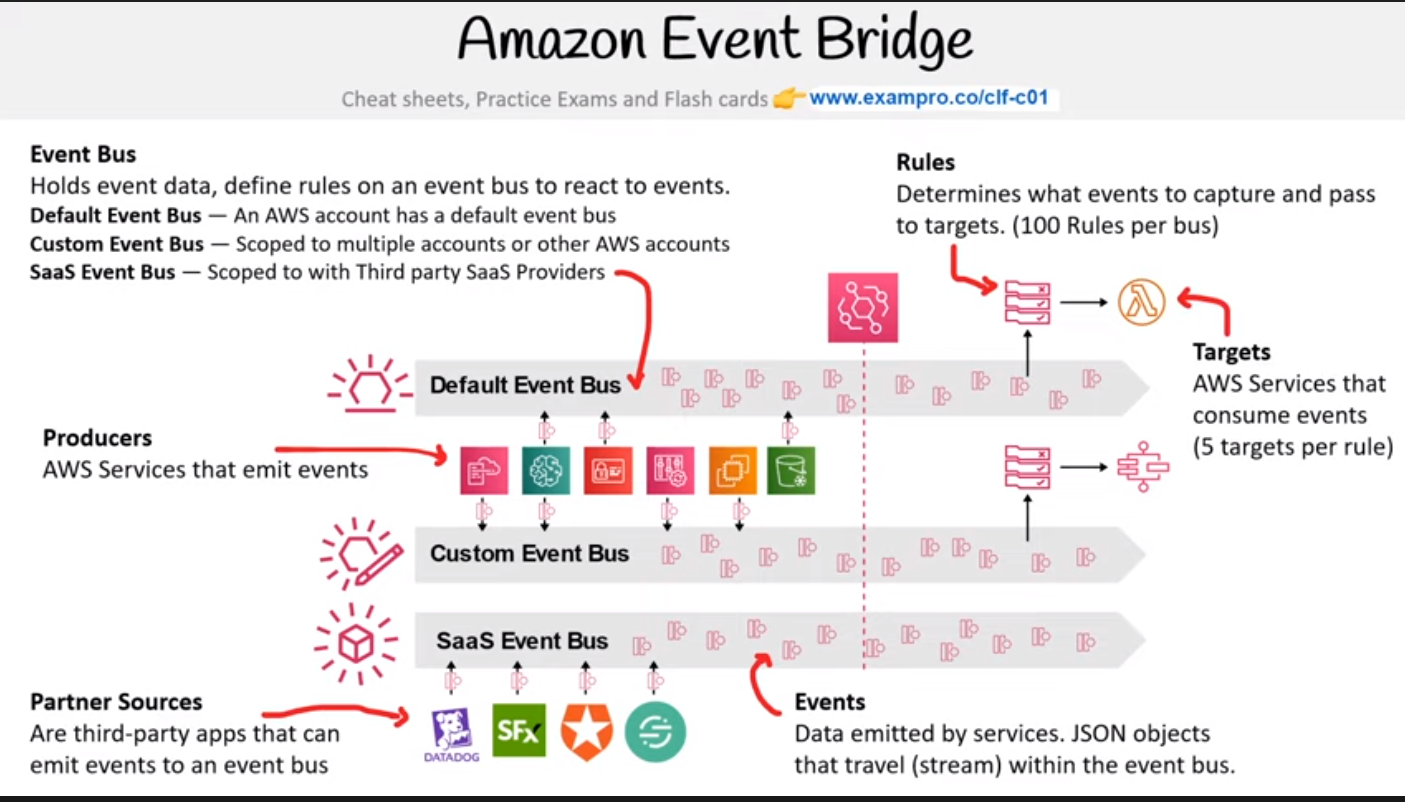 Amazon Event Bridge
Cheat sheets, Practice Exams and Flash cards 👉 www.exampro.co/clf-c01
Event Bus
Holds event data, define rules on an event bus to react to events.
Default Event Bus — An AWS account has a default event bus
Custom Event Bus — Scoped to multiple accounts or other AWS accounts
SaaS Event Bus — Scoped to with Third party SaaS Providers
Rules
Determines what events to capture and pass
to targets. (100 Rules per bus)
Targets
AWS Services that
consume events
(5 targets per rule)
Default Event Bus
Producers
AWS Services that emit events
Custom Event Bus
SaaS Event Bus
Partner Sources
Are third-party apps that can
emit events to an event bus
DATADOG
SFx
Events
Data emitted by services. JSON objects
that travel (stream) within the event bus.